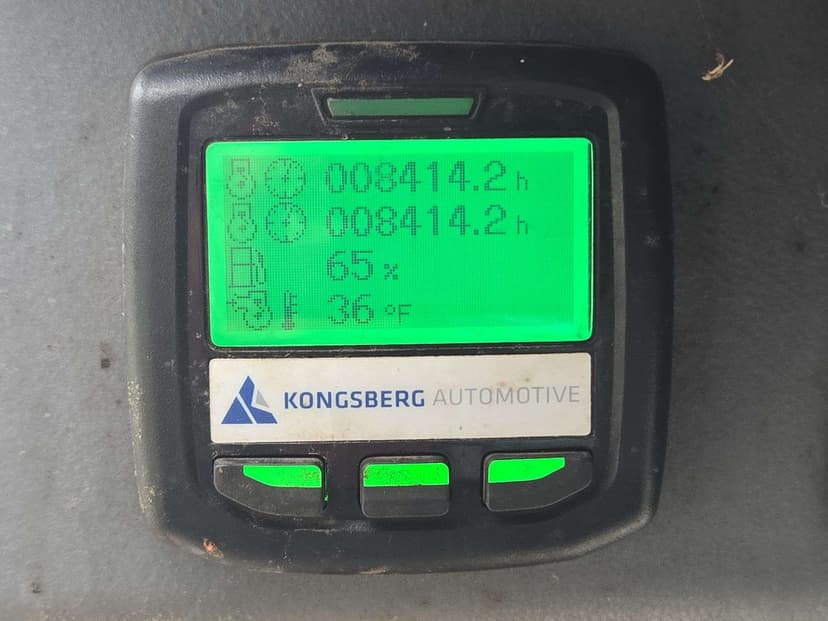 008414.2 h
008414.2 h
65 %
36 °F
KONGSBERG AUTOMOTIVE